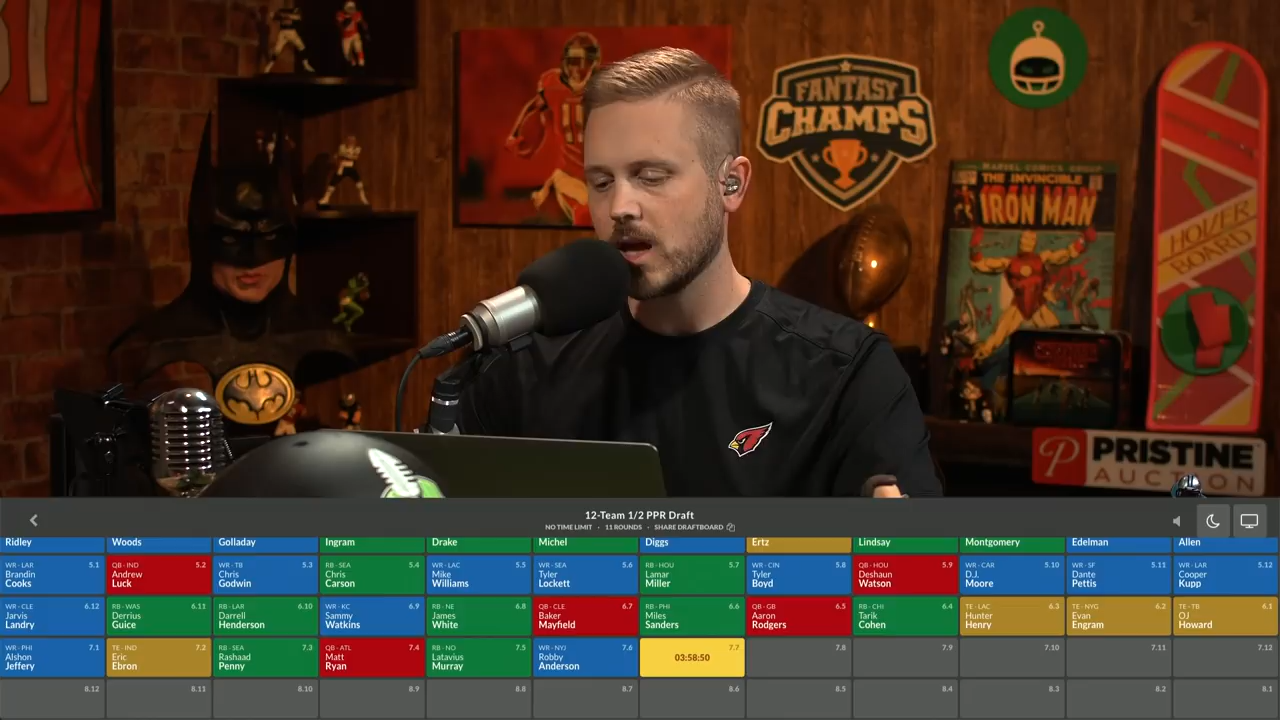 FANTASY
CHAMPS
MARVEL COMICS GROUP
THE INVINCIBLE
IRON MAN
HOVER
BOARD
PRISTINE
AUCTION
12-Team 1/2 PPR Draft
NO TIME LIMIT · 11 ROUNDS · SHARE DRAFTBOARD
Ridley Woods Golladay Ingram Drake Michel Diggs Ertz Lindsay Montgomery Edelman Allen
WR - LAR 5.1 QB - IND 5.2 WR - TB 5.3 RB - SEA 5.4 WR - LAC 5.5 WR - SEA 5.6 RB - HOU 5.7 WR - CIN 5.8 QB - HOU 5.9 WR - CAR 5.10 WR - SF 5.11 WR - LAR 5.12
Brandin Andrew Chris Chris Mike Tyler Lamar Tyler Deshaun D.J. Dante Cooper
Cooks Luck Godwin Carson Williams Lockett Miller Boyd Watson Moore Pettis Kupp
WR - CLE 6.12 RB - WAS 6.11 RB - LAR 6.10 WR - KC 6.9 RB - NE 6.8 QB - CLE 6.7 RB - PHI 6.6 QB - GB 6.5 RB - CHI 6.4 TE - LAC 6.3 TE - NYG 6.2 TE - TB 6.1
Jarvis Derrius Darrell Sammy James Baker Miles Aaron Tarik Hunter Evan OJ
Landry Guice Henderson Watkins White Mayfield Sanders Rodgers Cohen Henry Engram Howard
WR - PHI 7.1 TE - IND 7.2 RB - SEA 7.3 QB - ATL 7.4 RB - NO 7.5 WR - NYJ 7.6 7.7 7.8 7.9 7.10 7.11 7.12
Alshon Eric Rashaad Matt Latavius Robby 03:58:50
Jeffery Ebron Penny Ryan Murray Anderson
8.12 8.11 8.10 8.9 8.8 8.7 8.6 8.5 8.4 8.3 8.2 8.1